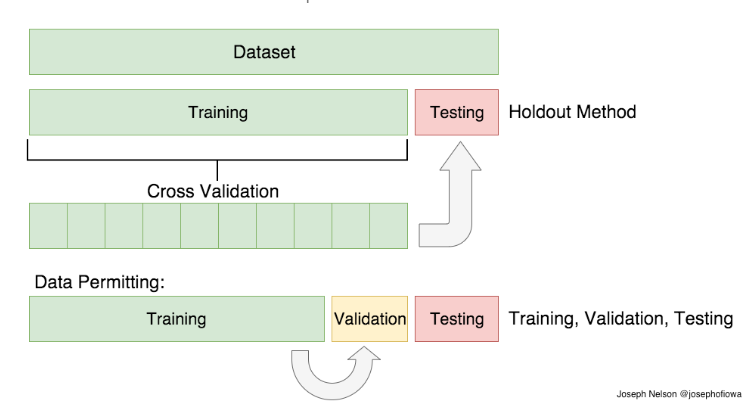 Dataset
Training
Testing
Holdout Method
Cross Validation
Data Permitting:
Training
Validation
Testing
Training, Validation, Testing
Joseph Nelson @josephofiowa